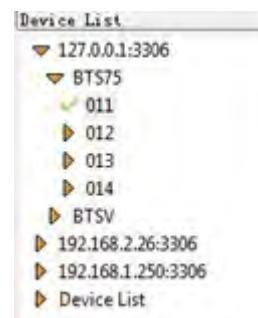 Device List
127.0.0.1:3306
BTS75
011
012
013
014
BTSV
192.168.2.26:3306
192.168.1.250:3306
Device List